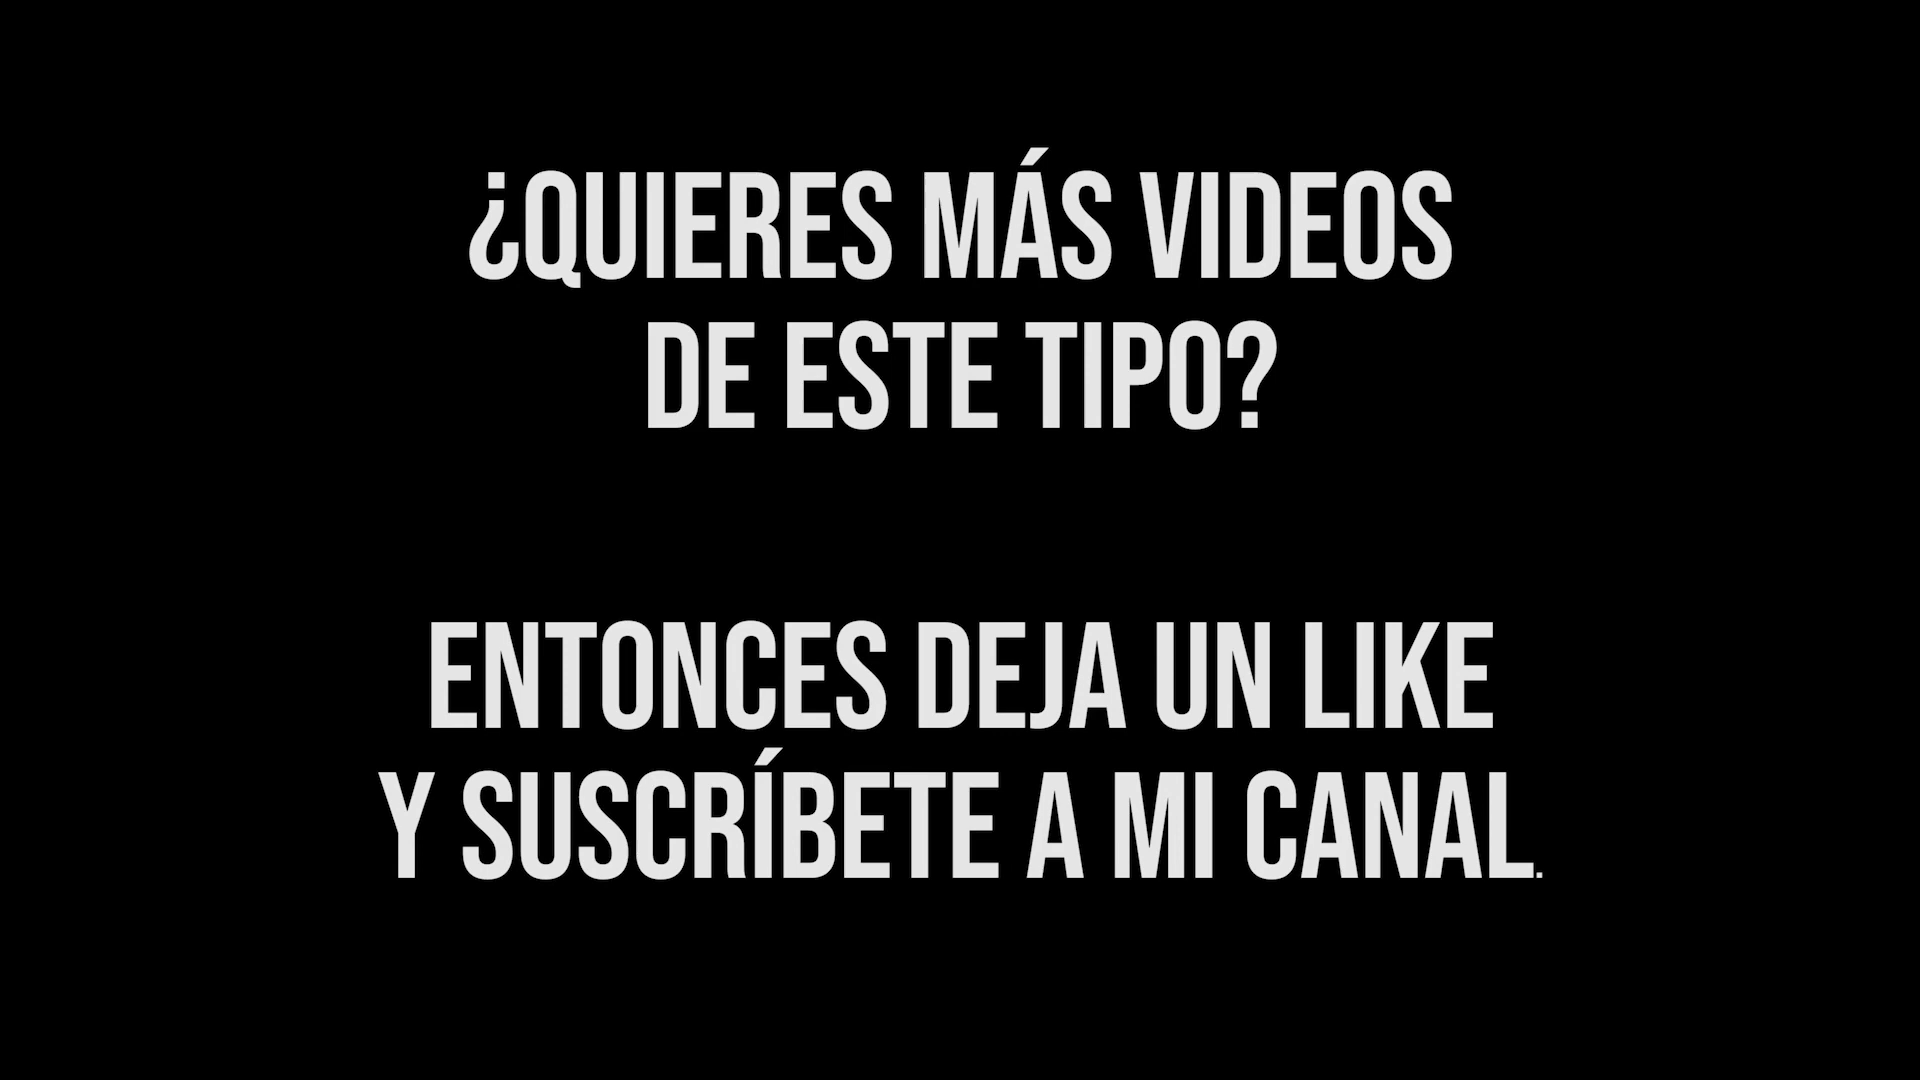 ¿QUIERES MÁS VIDEOS
DE ESTE TIPO?
ENTONCES DEJA UN LIKE
Y SUSCRÍBETE A MI CANAL.